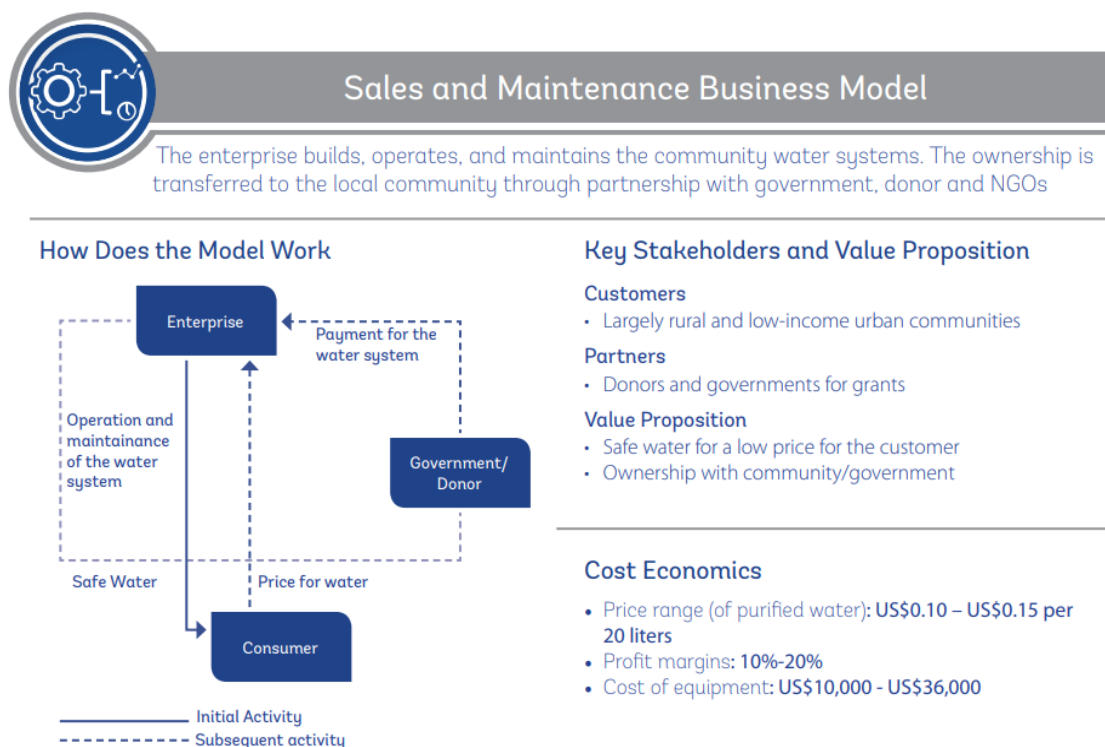 Sales and Maintenance Business Model
The enterprise builds, operates, and maintains the community water systems. The ownership is
transferred to the local community through partnership with government, donor and NGOs
How Does the Model Work
Enterprise
Payment for the
water system
Operation and
maintainance
of the water
system
Government/
Donor
Safe Water
Price for water
Consumer
Initial Activity
Subsequent activity
Key Stakeholders and Value Proposition
Customers
• Largely rural and low-income urban communities
Partners
• Donors and governments for grants
Value Proposition
• Safe water for a low price for the customer
• Ownership with community/government
Cost Economics
• Price range (of purified water): US$0.10 – US$0.15 per
20 liters
• Profit margins: 10%-20%
• Cost of equipment: US$10,000 - US$36,000